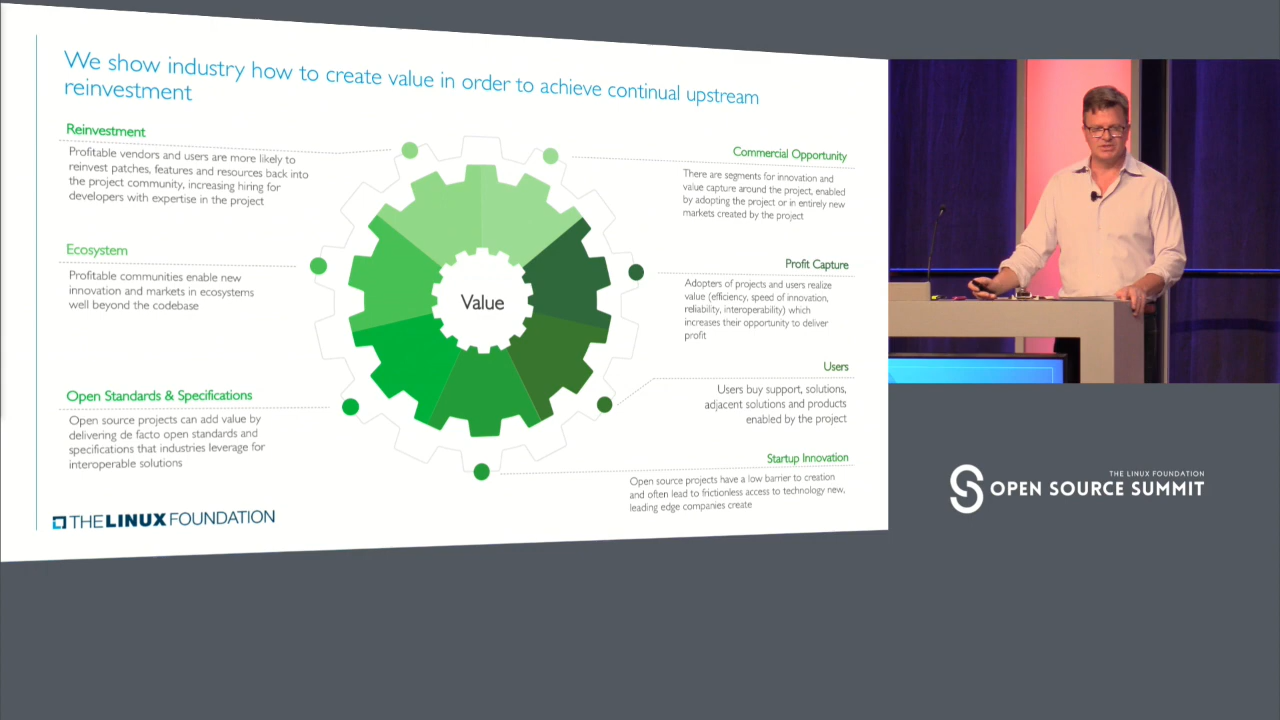 We show industry how to create value in order to achieve continual upstream
reinvestment
Reinvestment
Profitable vendors and users are more likely to
reinvest patches, features and resources back into
the project community, increasing hiring for
developers with expertise in the project
Ecosystem
Profitable communities enable new
innovation and markets in ecosystems
well beyond the codebase
Open Standards & Specifications
Open source projects can add value by
delivering de facto open standards and
specifications that industries leverage for
interoperable solutions
Value
Commercial Opportunity
There are segments for innovation and
value capture around the project, enabled
by adopting the project or in entirely new
markets created by the project
Profit Capture
Adopters of projects and users realize
value (efficiency, speed of innovation,
reliability, interoperability) which
increases their opportunity to deliver
profit
Users
Users buy support, solutions,
adjacent solutions and products
enabled by the project
Startup Innovation
Open source projects have a low barrier to creation
and often lead to frictionless access to technology new,
leading edge companies create
THE LINUX FOUNDATION
THE LINUX FOUNDATION
OPEN SOURCE SUMMIT